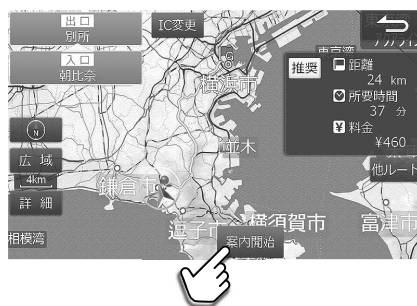 出口
別所
IC変更
入口
朝比奈
推奨
距離
24 km
所要時間
37 分
¥ 料金
¥460
他ルート
N
広域
4km
詳細
東京湾
横浜市
並木
鎌倉市
逗子市
横須賀市
富津市
相模湾
案内開始